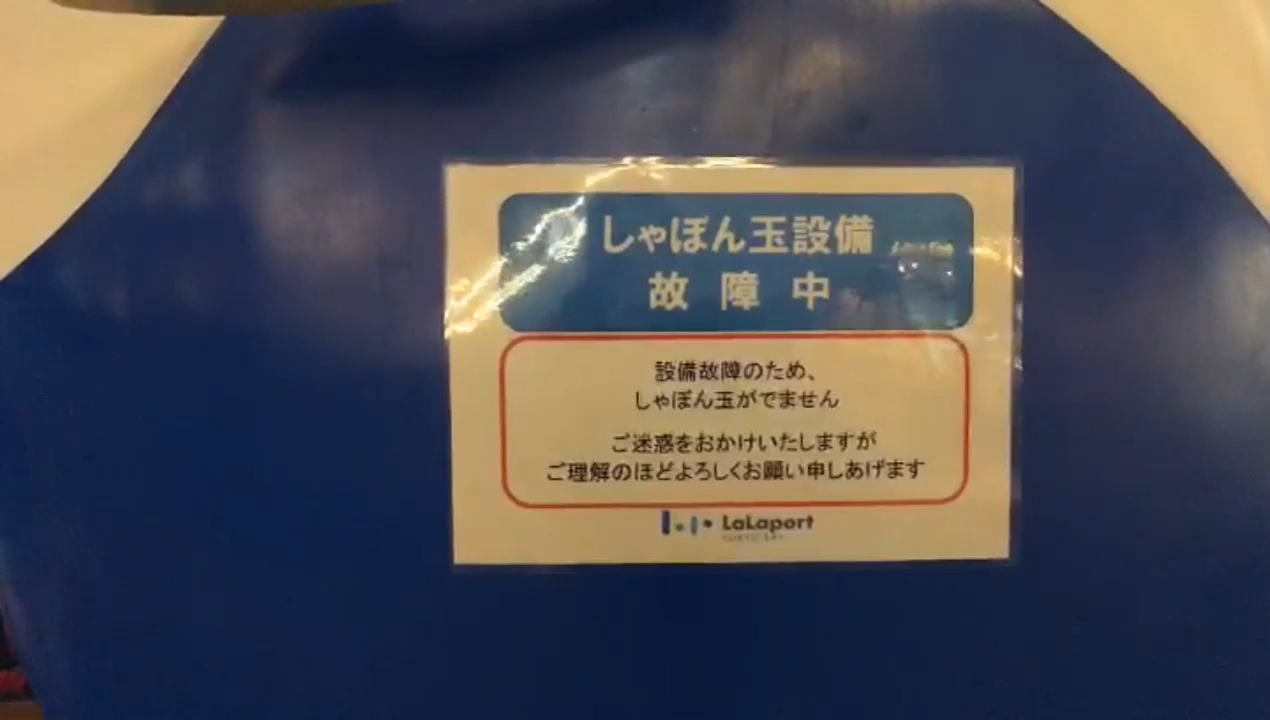 しゃぼん玉設備
故障中
設備故障のため、
しゃぼん玉がでません
ご迷惑をおかけいたしますが
ご理解のほどよろしくお願い申しあげます
LaLaport
TOKYO-BAY